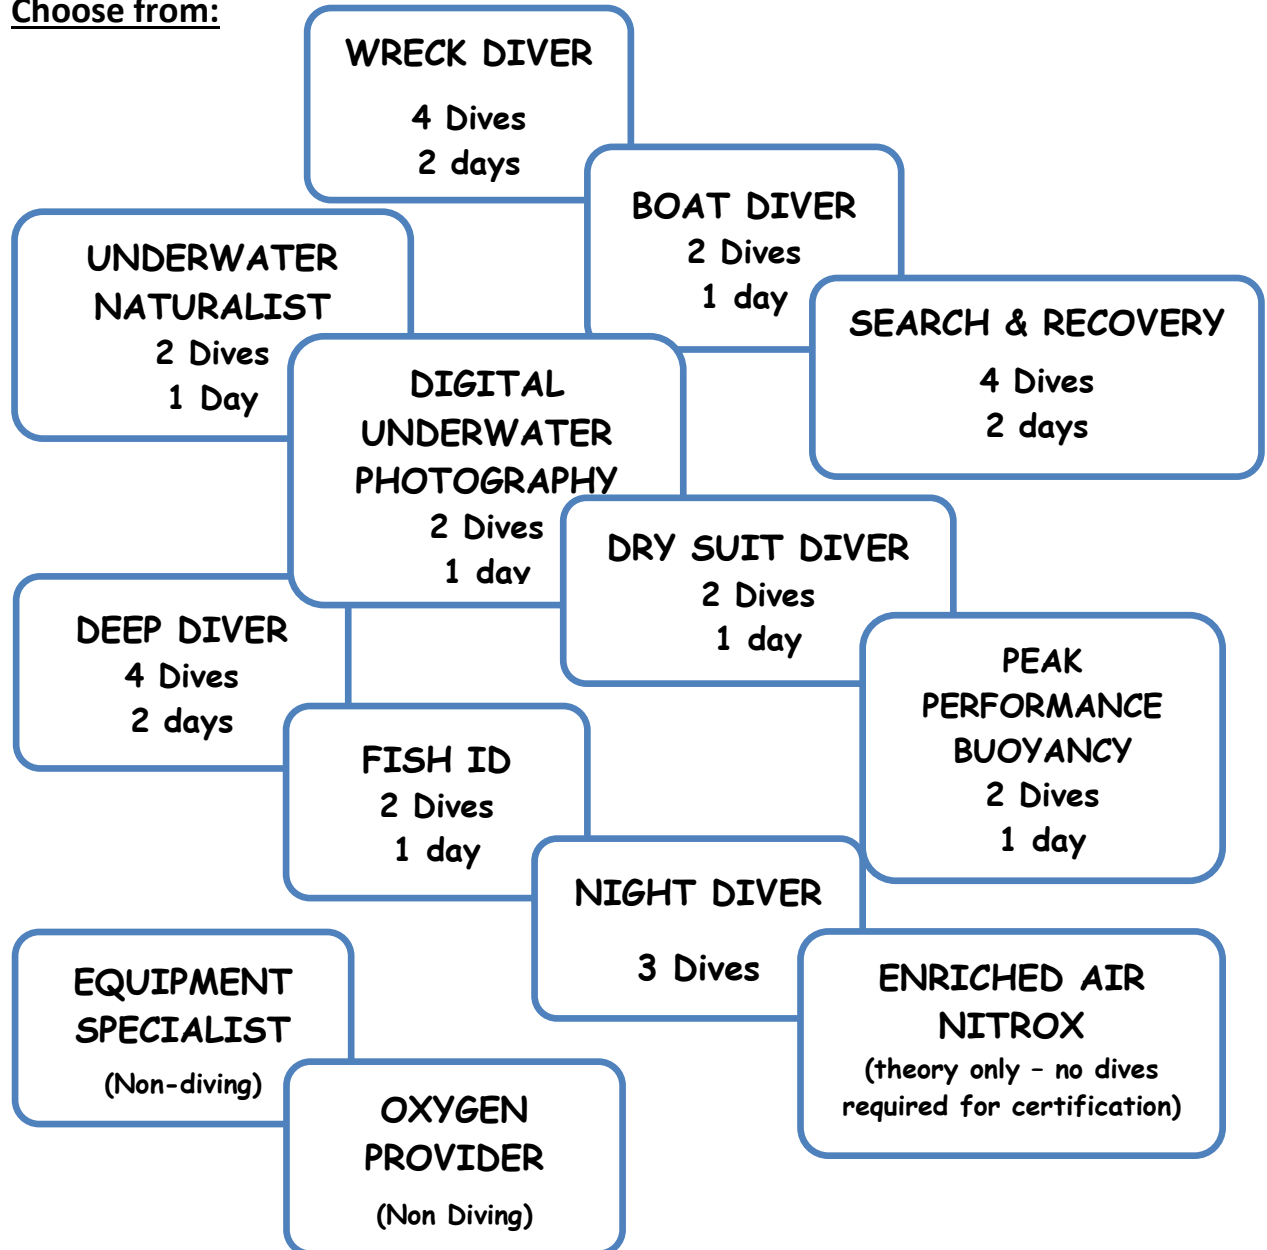 Choose from:
WRECK DIVER
4 Dives
2 days
BOAT DIVER
2 Dives
1 day
UNDERWATER
NATURALIST
2 Dives
1 Day
SEARCH & RECOVERY
4 Dives
2 days
DIGITAL
UNDERWATER
PHOTOGRAPHY
2 Dives
1 day
DRY SUIT DIVER
2 Dives
1 day
DEEP DIVER
4 Dives
2 days
PEAK
PERFORMANCE
BUOYANCY
2 Dives
1 day
FISH ID
2 Dives
1 day
NIGHT DIVER
3 Dives
EQUIPMENT
SPECIALIST
(Non-diving)
ENRICHED AIR
NITROX
(theory only – no dives
required for certification)
OXYGEN
PROVIDER
(Non Diving)